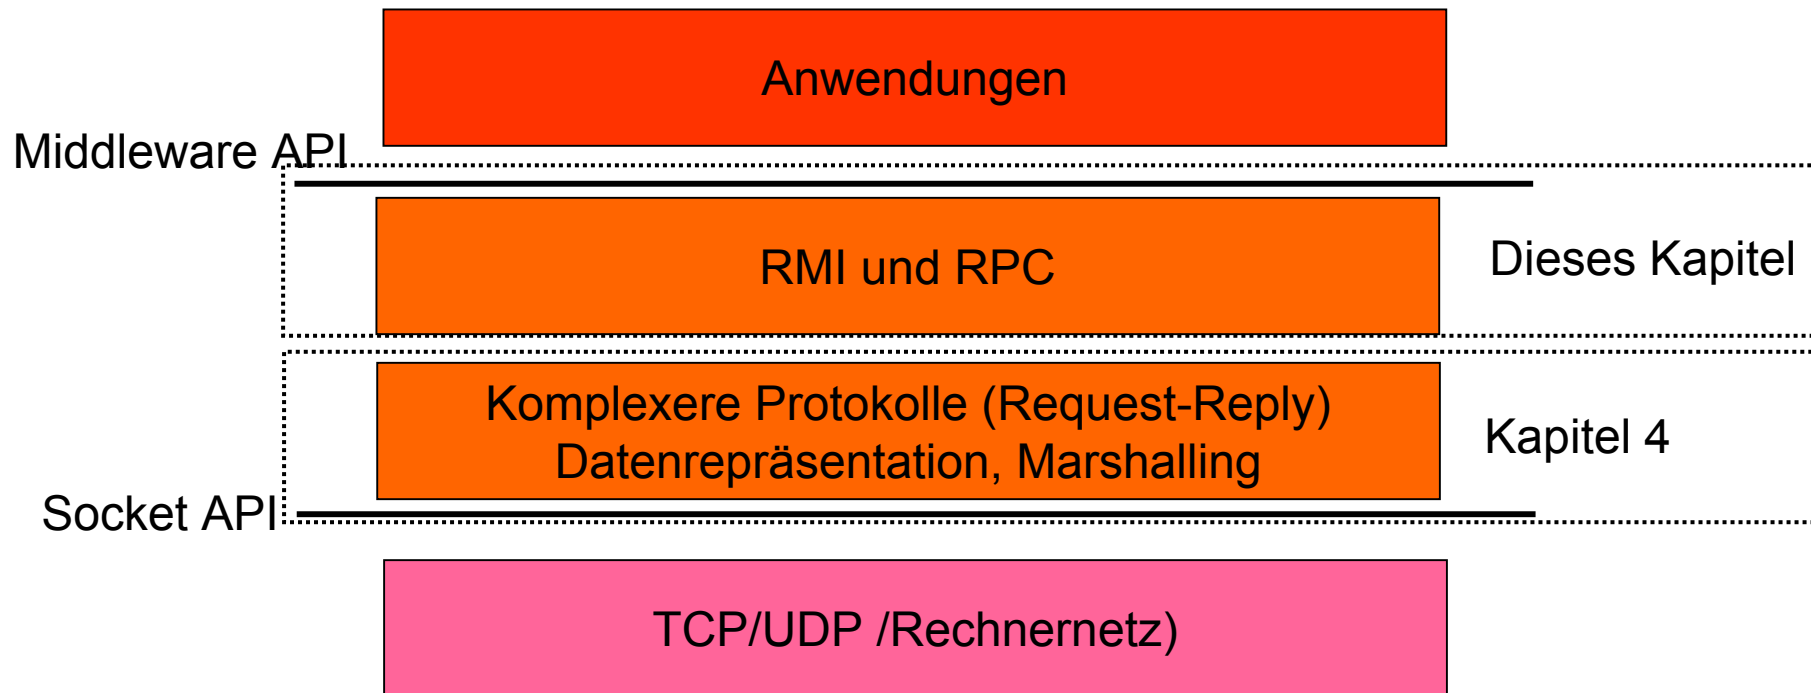 Anwendungen
Middleware API
RMI und RPC
Dieses Kapitel
Komplexere Protokolle (Request-Reply)
Datenrepräsentation, Marshalling
Kapitel 4
Socket API
TCP/UDP /Rechnernetz)